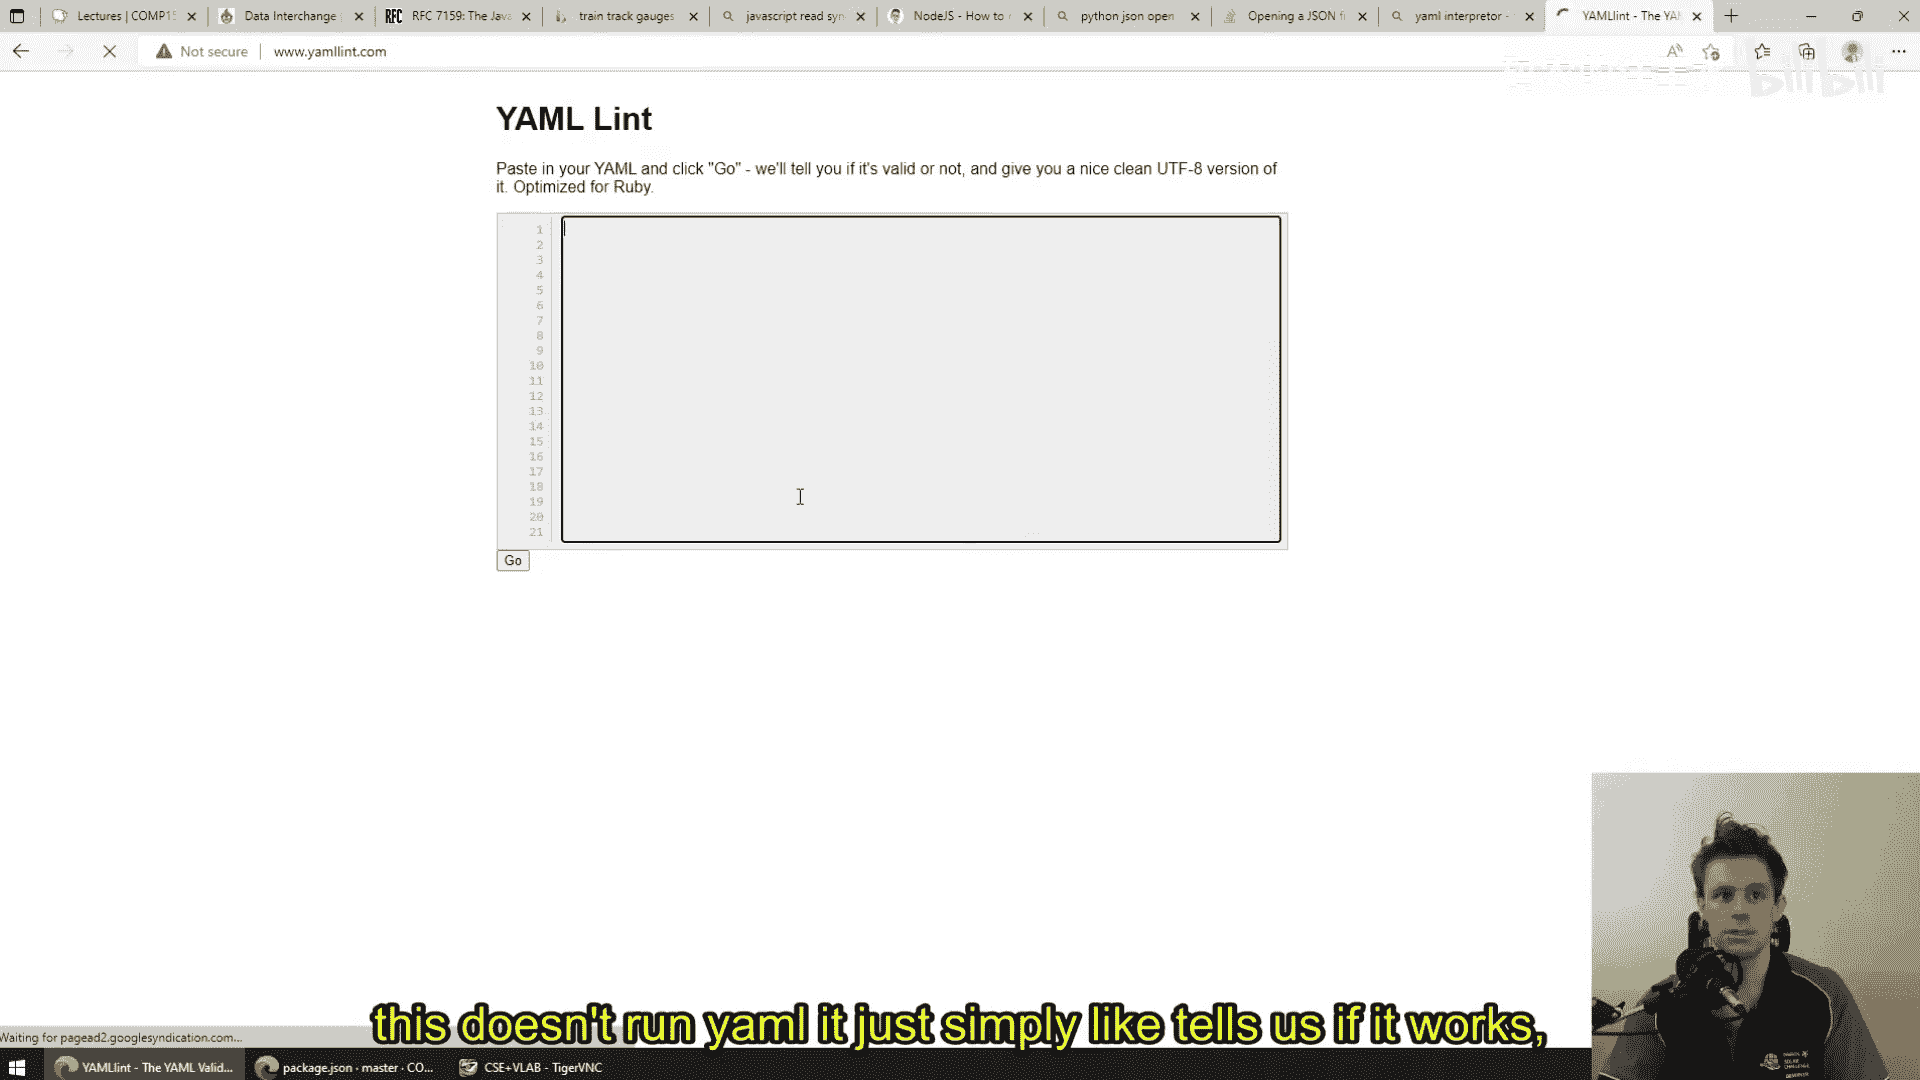 Lectures | COMP15
Data Interchange
RFC
RFC 7159: The Java
train track gauges
javascript read syn
NodeJS - How to
python json open
Opening a JSON f
yaml interpretor -
YAMLlint - The YA
Not secure
www.yamllint.com
bilibili
YAML Lint
Paste in your YAML and click "Go" - we'll tell you if it's valid or not, and give you a nice clean UTF-8 version of
it. Optimized for Ruby.
1
2
3
4
5
6
7
8
9
10
11
12
13
14
15
16
17
18
19
20
21
Go
this doesn't run yaml it just simply like tells us if it works,
Waiting for pagead2.googlesyndication.com...
YAMLlint - The YAML Valid...
package.json · master · CO...
CSE+VLAB - TigerVNC